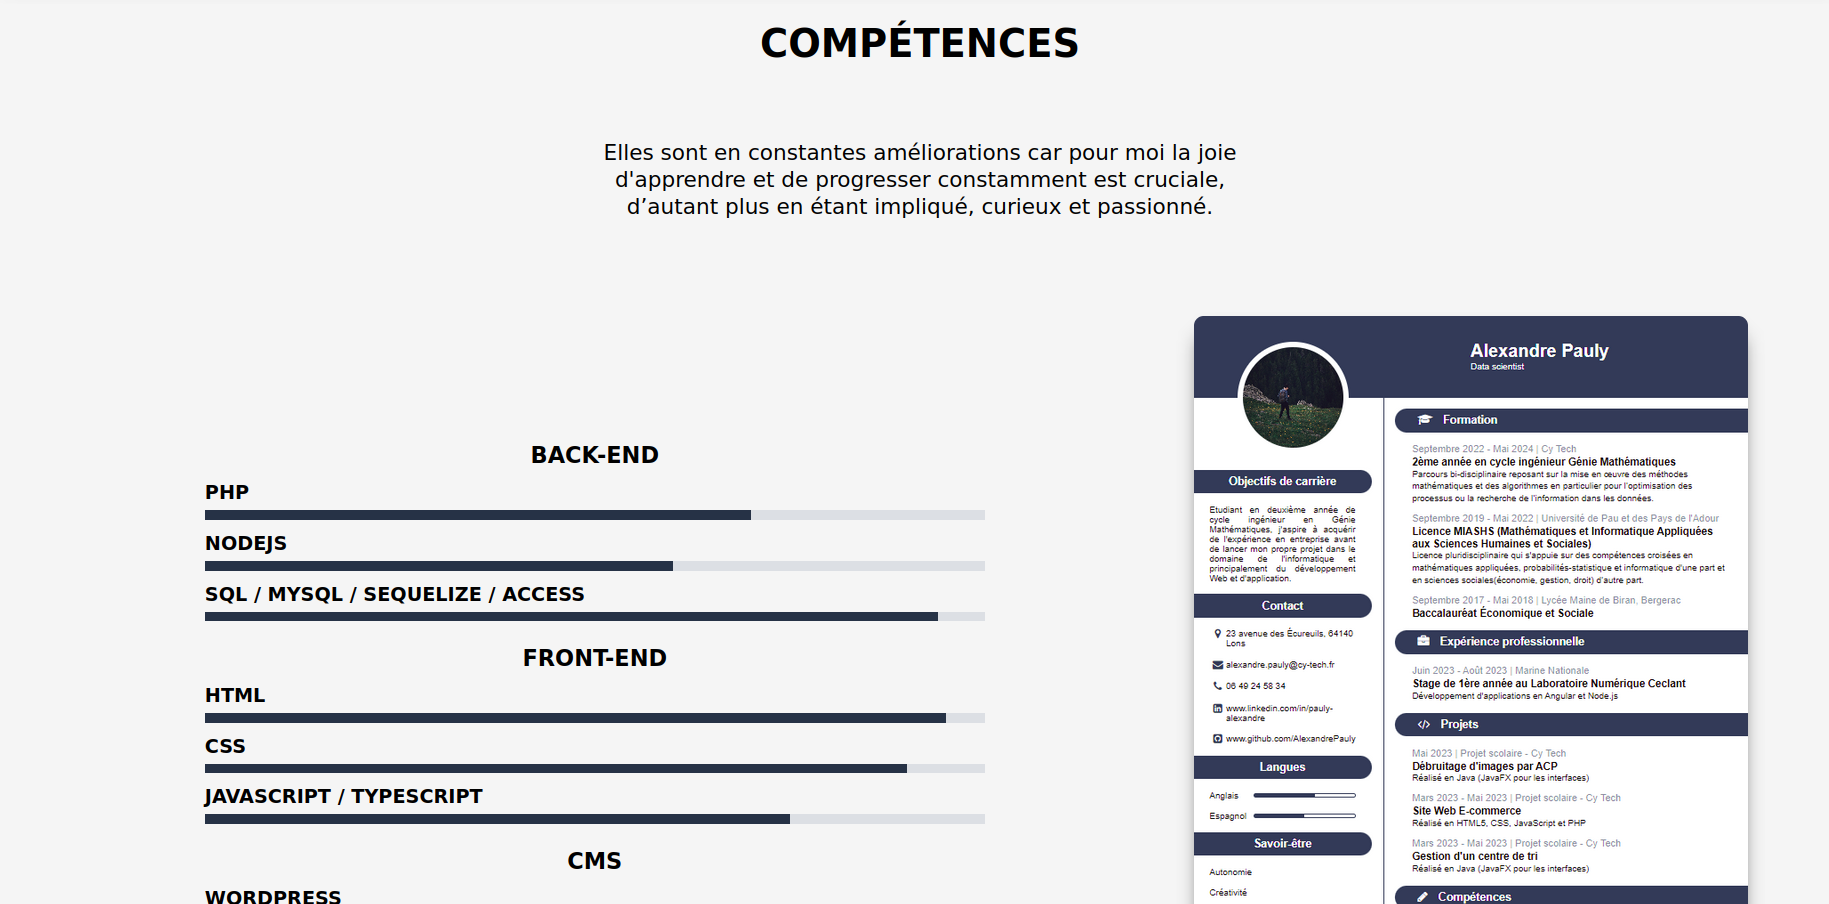 COMPÉTENCES
Elles sont en constantes améliorations car pour moi la joie
d'apprendre et de progresser constamment est cruciale,
d’autant plus en étant impliqué, curieux et passionné.
BACK-END
PHP
NODEJS
SQL / MYSQL / SEQUELIZE / ACCESS
FRONT-END
HTML
CSS
JAVASCRIPT / TYPESCRIPT
CMS
WORDPRESS
Alexandre Pauly
Data scientist
Objectifs de carrière
Etudiant en deuxième année de
cycle ingénieur en Génie
Mathématiques, j'aspire à acquérir
de l'expérience en entreprise avant
de lancer mon propre projet dans le
domaine de l'informatique et
principalement du développement
Web et d'application.
Contact
23 avenue des Écureuils, 64140
Lons
alexandre.pauly@cy-tech.fr
06 49 24 58 34
www.linkedin.com/in/pauly-
alexandre
www.github.com/AlexandrePauly
Langues
Anglais
Espagnol
Savoir-être
Autonomie
Créativité
Formation
Septembre 2022 - Mai 2024 | Cy Tech
2ème année en cycle ingénieur Génie Mathématiques
Parcours bi-disciplinaire reposant sur la mise en œuvre des méthodes
mathématiques et des algorithmes en particulier pour l'optimisation des
processus ou la recherche de l'information dans les données.
Septembre 2019 - Mai 2022 | Université de Pau et des Pays de l'Adour
Licence MIASHS (Mathématiques et Informatique Appliquées
aux Sciences Humaines et Sociales)
Licence pluridisciplinaire qui s'appuie sur des compétences croisées en
mathématiques appliquées, probabilités-statistique et informatique d'une part et
en sciences sociales(économie, gestion, droit) d'autre part.
Septembre 2017 - Mai 2018 | Lycée Maine de Biran, Bergerac
Baccalauréat Économique et Sociale
Expérience professionnelle
Juin 2023 - Août 2023 | Marine Nationale
Stage de 1ère année au Laboratoire Numérique Ceclant
Développement d'applications en Angular et Node.js
Projets
Mai 2023 | Projet scolaire - Cy Tech
Débruitage d'images par ACP
Réalisé en Java (JavaFX pour les interfaces)
Mars 2023 - Mai 2023 | Projet scolaire - Cy Tech
Site Web E-commerce
Réalisé en HTML5, CSS, JavaScript et PHP
Mars 2023 - Mai 2023 | Projet scolaire - Cy Tech
Gestion d'un centre de tri
Réalisé en Java (JavaFX pour les interfaces)
Compétences